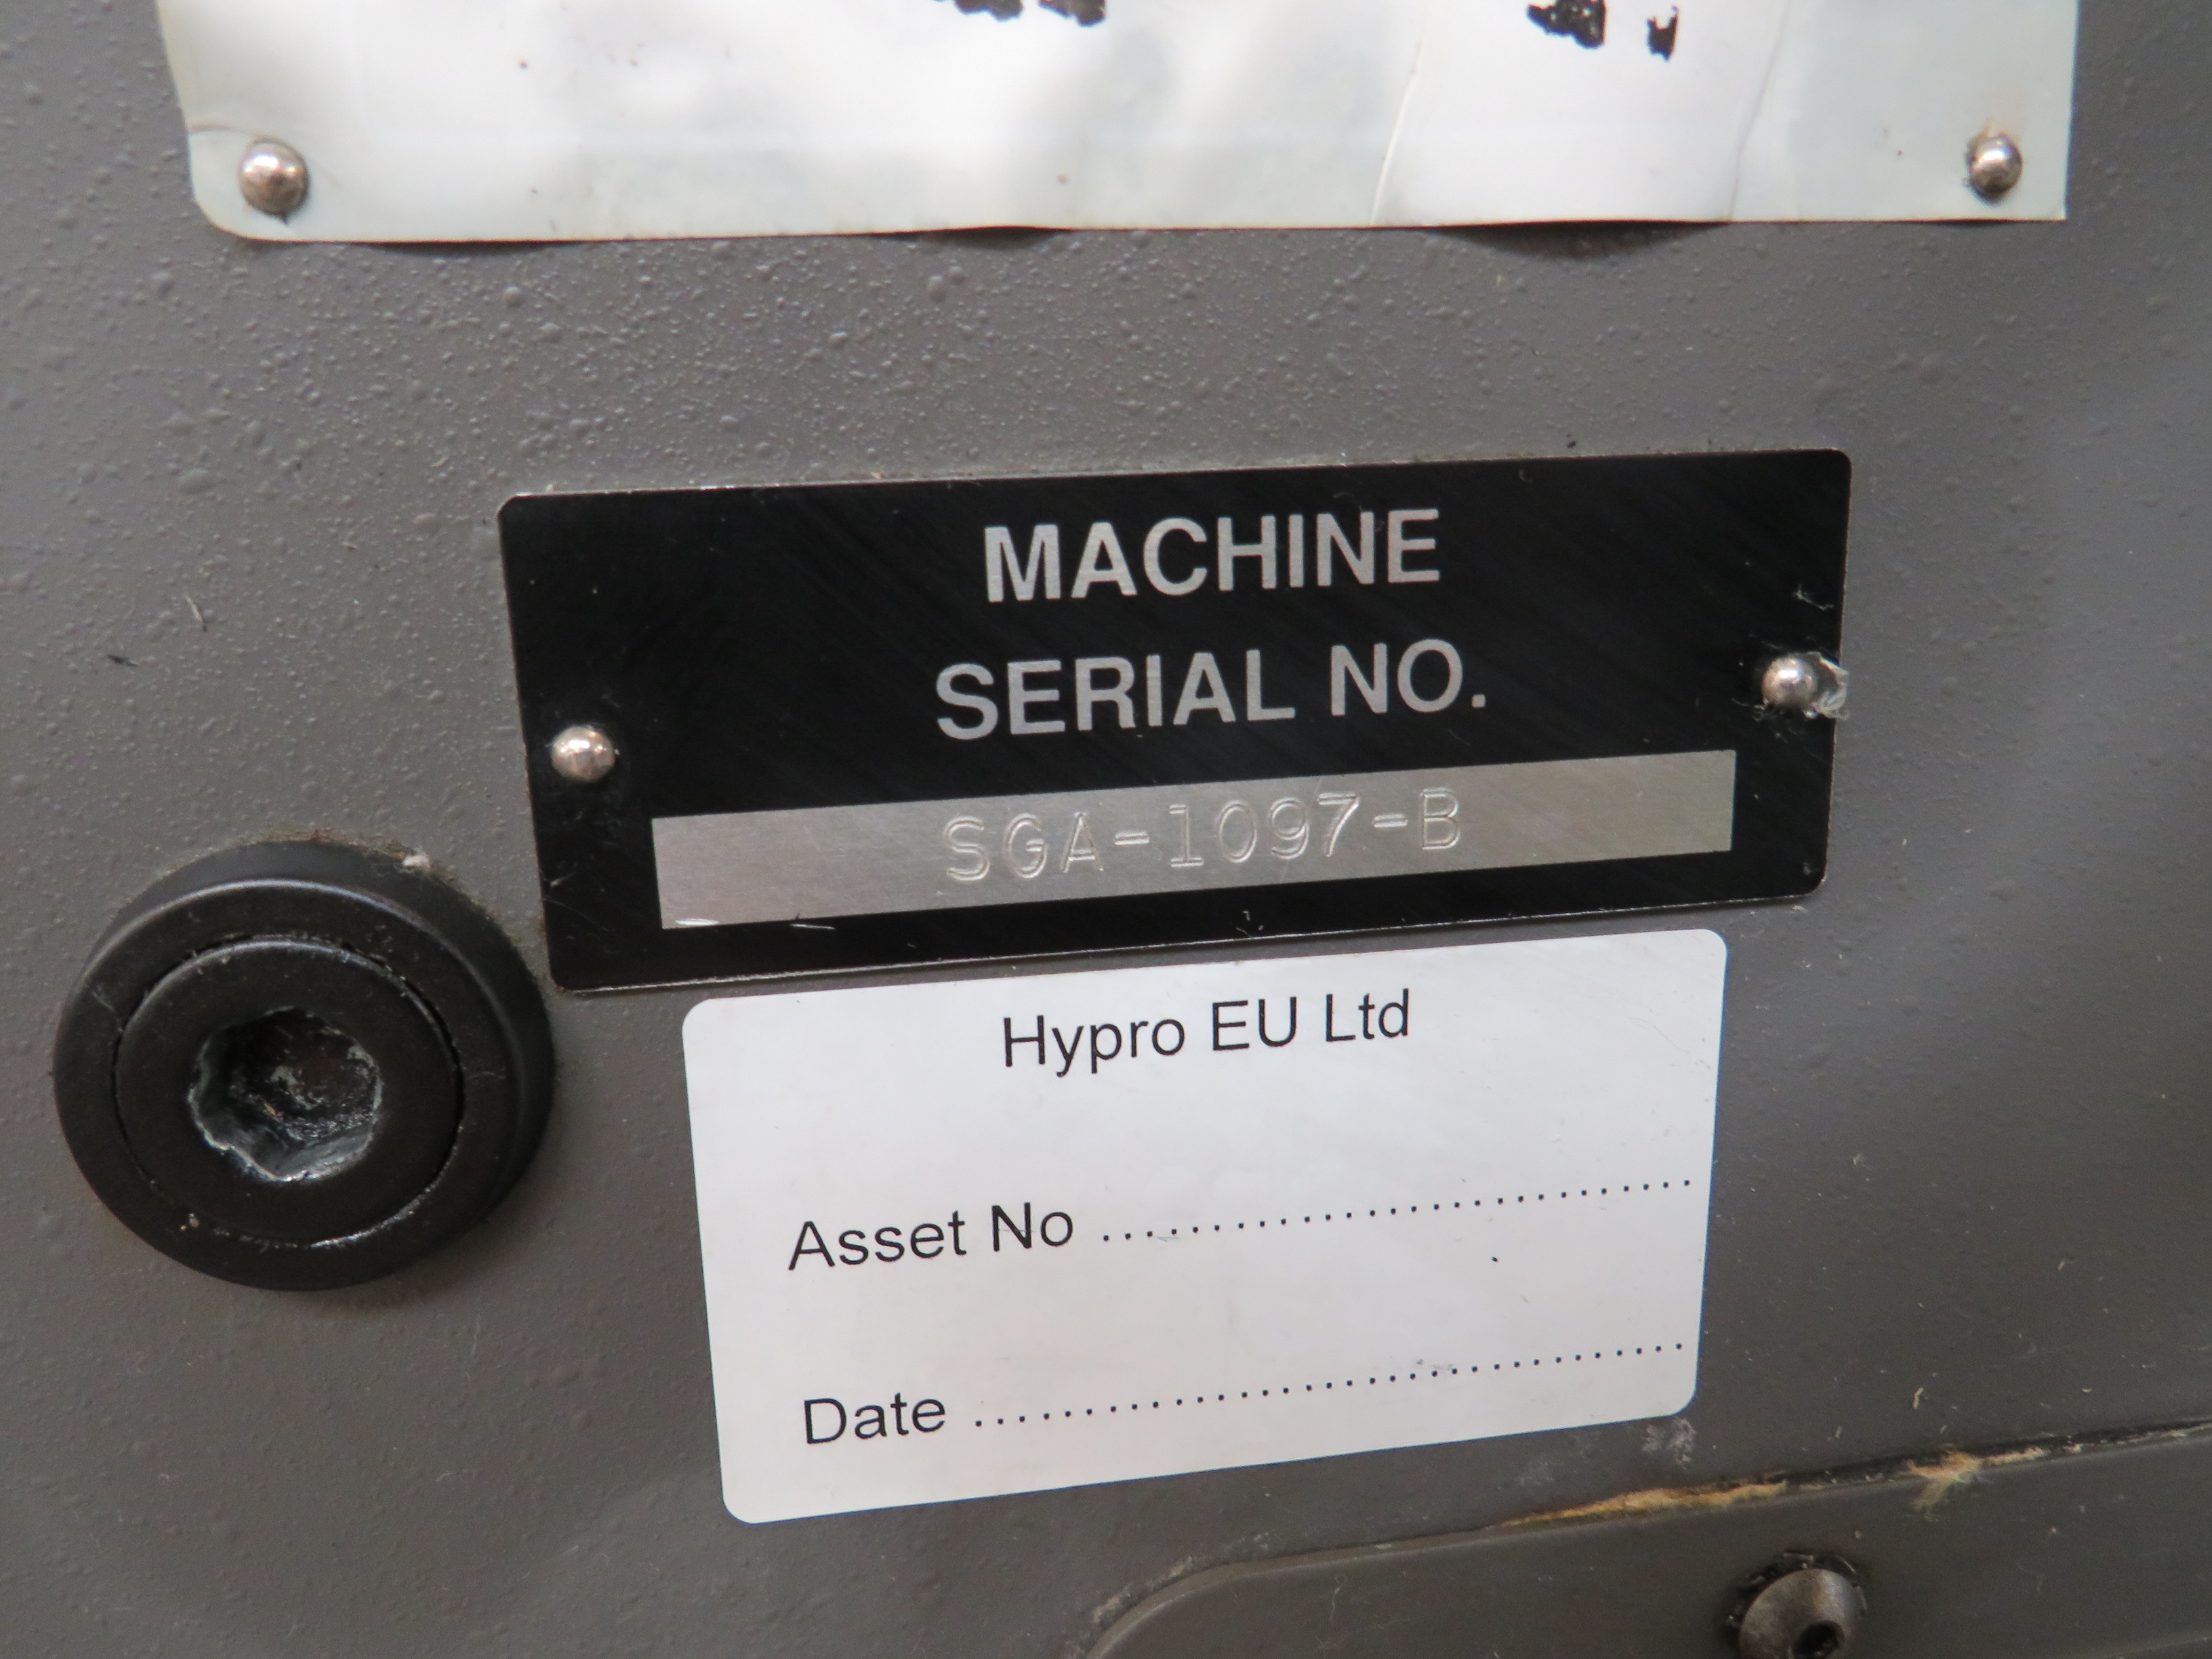 MACHINE
SERIAL NO.
SGA-1097-B
Hypro EU Ltd
Asset No ................................
Date .......................................